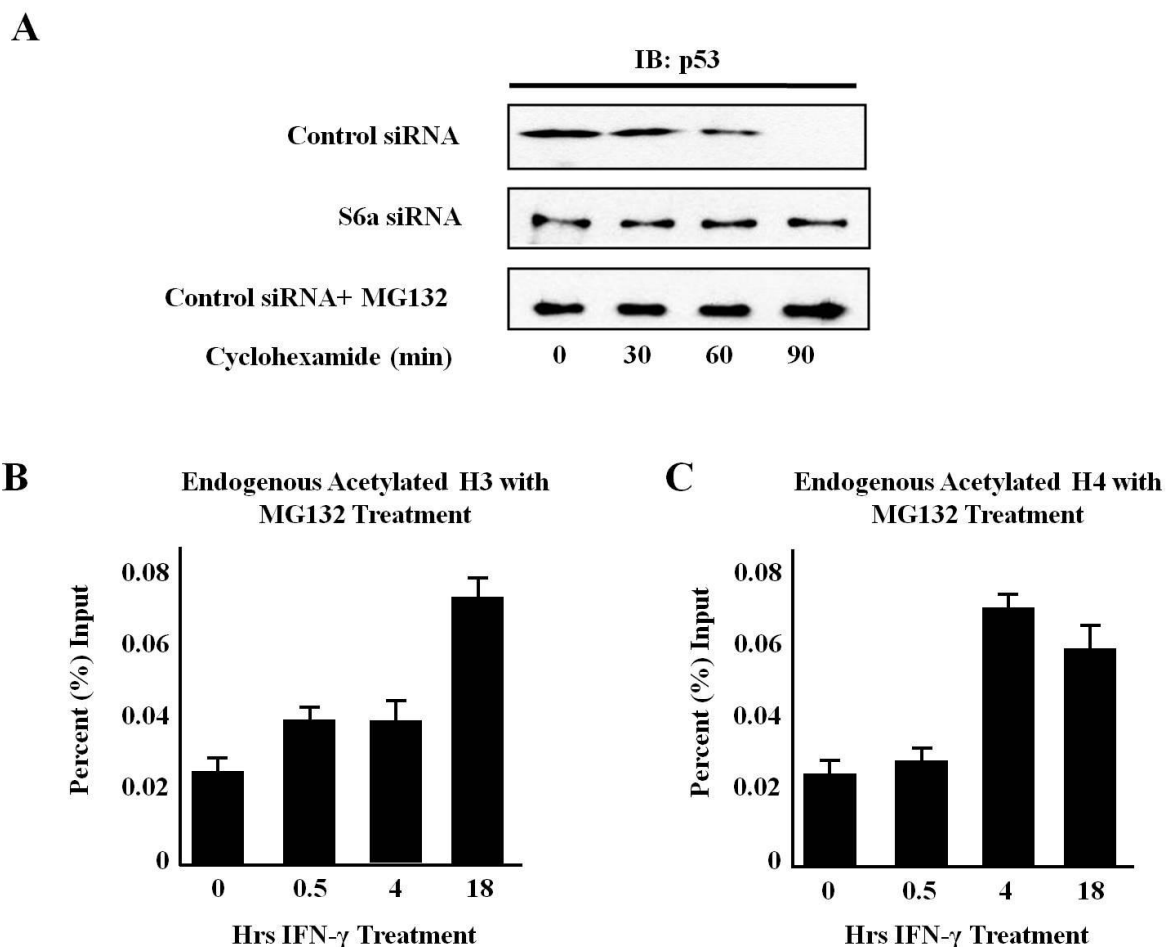 A
IB: p53
Control siRNA
S6a siRNA
Control siRNA+ MG132
Cyclohexamide (min)
0 30 60 90
B
Endogenous Acetylated H3 with
MG132 Treatment
Percent (%) Input
0.08
0.06
0.04
0.02
0
0 0.5 4 18
Hrs IFN-γ Treatment
C
Endogenous Acetylated H4 with
MG132 Treatment
Percent (%) Input
0.08
0.06
0.04
0.02
0
0 0.5 4 18
Hrs IFN-γ Treatment